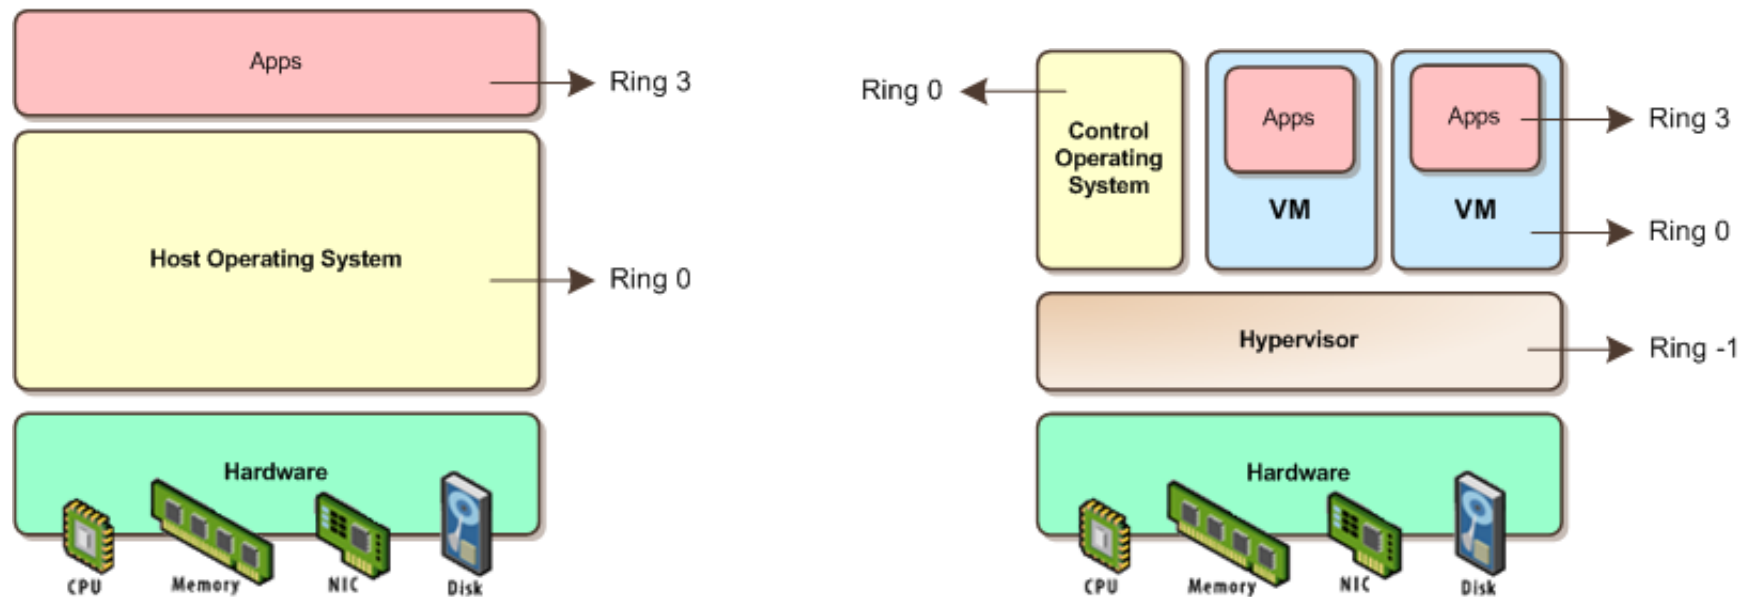 Apps
Ring 3
Host Operating System
Ring 0
Hardware
CPU
Memory
NIC
Disk
Ring 0
Control
Operating
System
Apps
VM
Apps
VM
Ring 3
Ring 0
Hypervisor
Ring -1
Hardware
CPU
Memory
NIC
Disk